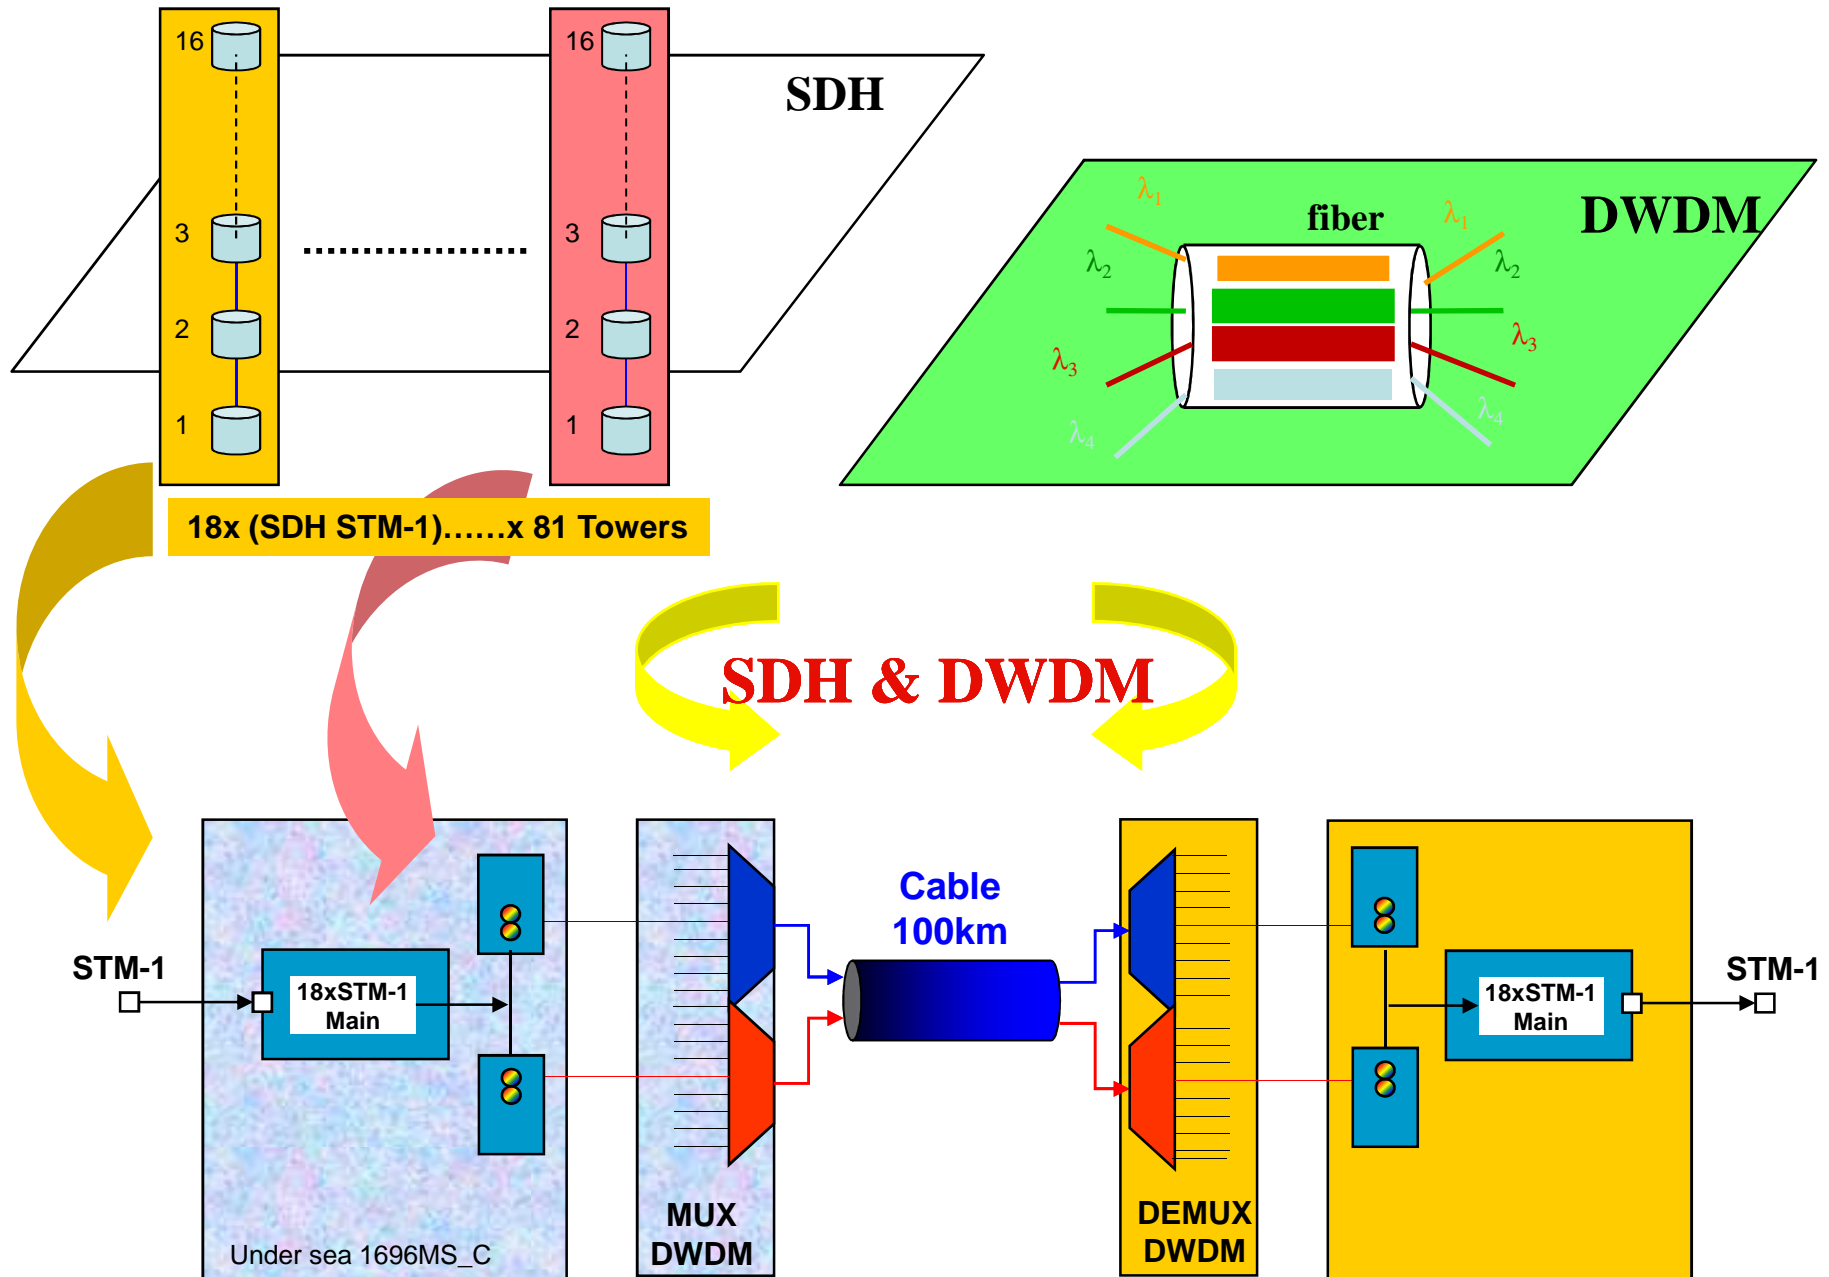 16
3
2
1
16
3
2
1
SDH
18x (SDH STM-1)......x 81 Towers
DWDM
fiber
λ1
λ2
λ3
λ4
λ1
λ2
λ3
λ4
SDH & DWDM
STM-1
18xSTM-1
Main
Under sea 1696MS_C
MUX
DWDM
Cable
100km
DEMUX
DWDM
18xSTM-1
Main
STM-1